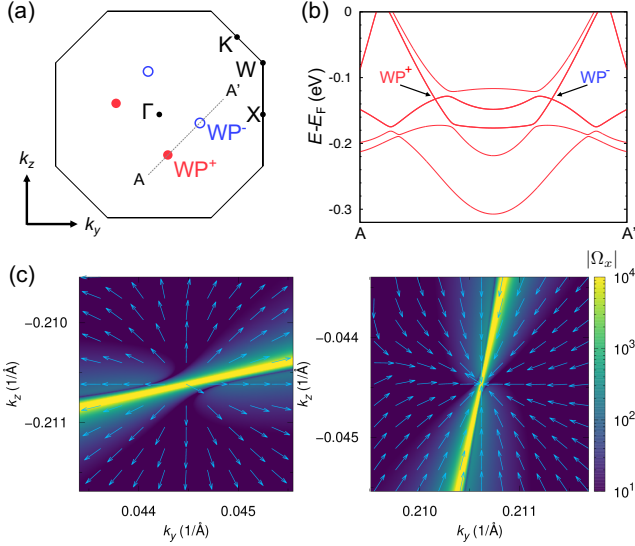 (a)
K
W
A'
Γ
X
WP-
WP+
A
kz
ky
(b)
E-EF (eV)
0
-0.1
-0.2
-0.3
WP+
WP-
A
A'
(c)
|Ωx|
kz (1/Å)
-0.210
-0.211
0.044
0.045
ky (1/Å)
kz (1/Å)
-0.044
-0.045
0.210
0.211
ky (1/Å)
10^4
10^3
10^2
10^1